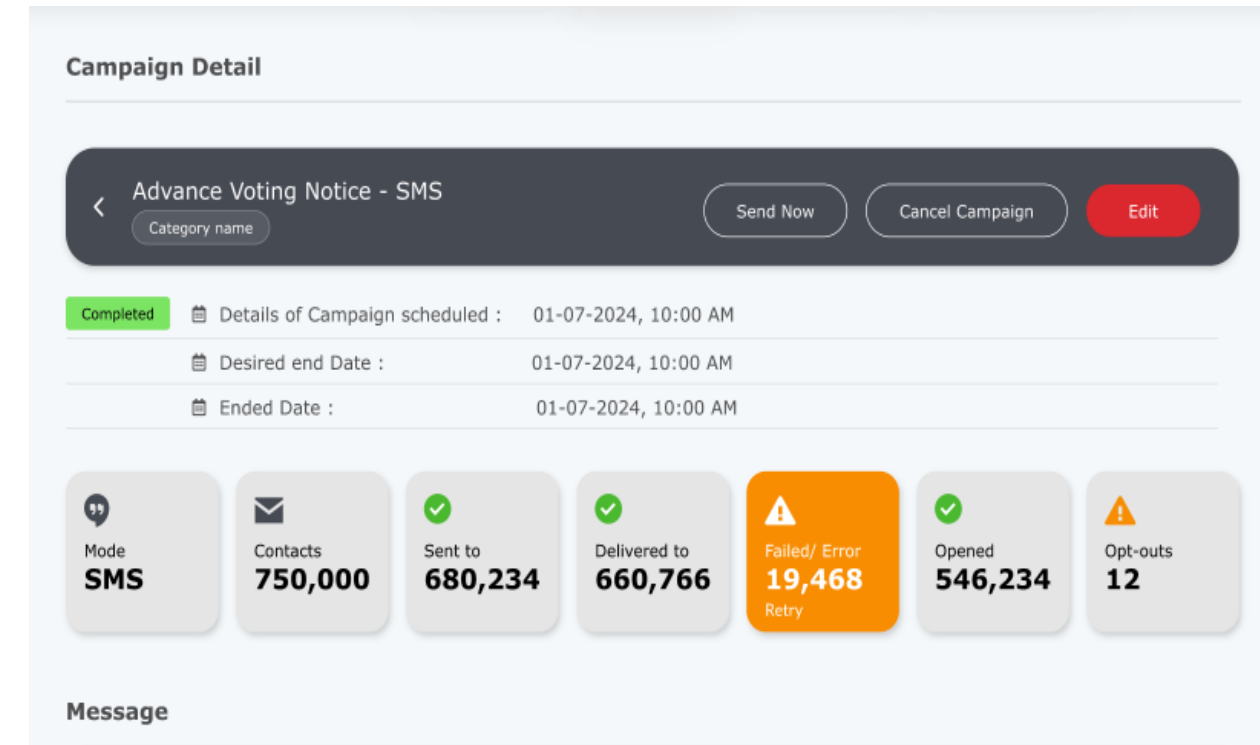 Campaign Detail
Advance Voting Notice - SMS
Category name
Send Now
Cancel Campaign
Edit
Completed
Details of Campaign scheduled : 01-07-2024, 10:00 AM
Desired end Date : 01-07-2024, 10:00 AM
Ended Date : 01-07-2024, 10:00 AM
Mode
SMS
Contacts
750,000
Sent to
680,234
Delivered to
660,766
Failed/ Error
19,468
Retry
Opened
546,234
Opt-outs
12
Message